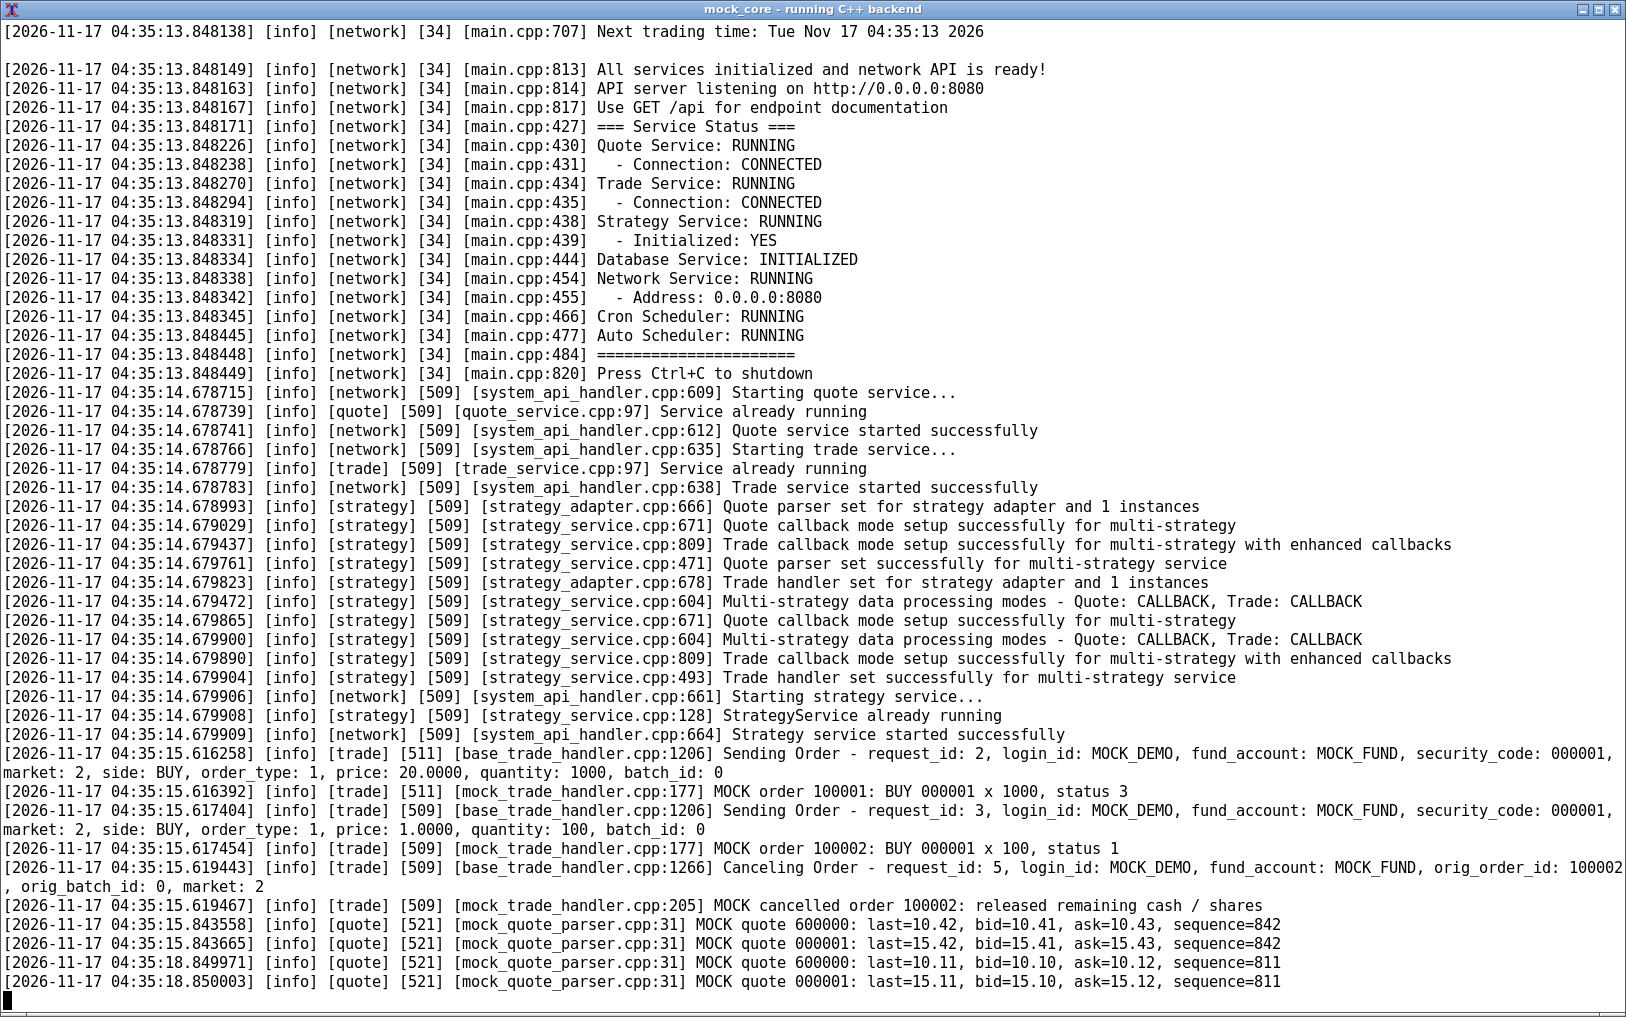 mock_core - running C++ backend
[2026-11-17 04:35:13.848138] [info] [network] [34] [main.cpp:707] Next trading time: Tue Nov 17 04:35:13 2026
[2026-11-17 04:35:13.848149] [info] [network] [34] [main.cpp:813] All services initialized and network API is ready!
[2026-11-17 04:35:13.848163] [info] [network] [34] [main.cpp:814] API server listening on http://0.0.0.0:8080
[2026-11-17 04:35:13.848167] [info] [network] [34] [main.cpp:817] Use GET /api for endpoint documentation
[2026-11-17 04:35:13.848171] [info] [network] [34] [main.cpp:427] === Service Status ===
[2026-11-17 04:35:13.848226] [info] [network] [34] [main.cpp:430] Quote Service: RUNNING
[2026-11-17 04:35:13.848238] [info] [network] [34] [main.cpp:431]   - Connection: CONNECTED
[2026-11-17 04:35:13.848270] [info] [network] [34] [main.cpp:434] Trade Service: RUNNING
[2026-11-17 04:35:13.848294] [info] [network] [34] [main.cpp:435]   - Connection: CONNECTED
[2026-11-17 04:35:13.848319] [info] [network] [34] [main.cpp:438] Strategy Service: RUNNING
[2026-11-17 04:35:13.848331] [info] [network] [34] [main.cpp:439]   - Initialized: YES
[2026-11-17 04:35:13.848334] [info] [network] [34] [main.cpp:444] Database Service: INITIALIZED
[2026-11-17 04:35:13.848338] [info] [network] [34] [main.cpp:454] Network Service: RUNNING
[2026-11-17 04:35:13.848342] [info] [network] [34] [main.cpp:455]   - Address: 0.0.0.0:8080
[2026-11-17 04:35:13.848345] [info] [network] [34] [main.cpp:466] Cron Scheduler: RUNNING
[2026-11-17 04:35:13.848445] [info] [network] [34] [main.cpp:477] Auto Scheduler: RUNNING
[2026-11-17 04:35:13.848448] [info] [network] [34] [main.cpp:484] ======================
[2026-11-17 04:35:13.848449] [info] [network] [34] [main.cpp:820] Press Ctrl+C to shutdown
[2026-11-17 04:35:14.678715] [info] [network] [509] [system_api_handler.cpp:609] Starting quote service...
[2026-11-17 04:35:14.678739] [info] [quote] [509] [quote_service.cpp:97] Service already running
[2026-11-17 04:35:14.678741] [info] [network] [509] [system_api_handler.cpp:612] Quote service started successfully
[2026-11-17 04:35:14.678766] [info] [network] [509] [system_api_handler.cpp:635] Starting trade service...
[2026-11-17 04:35:14.678779] [info] [trade] [509] [trade_service.cpp:97] Service already running
[2026-11-17 04:35:14.678783] [info] [network] [509] [system_api_handler.cpp:638] Trade service started successfully
[2026-11-17 04:35:14.678993] [info] [strategy] [509] [strategy_adapter.cpp:666] Quote parser set for strategy adapter and 1 instances
[2026-11-17 04:35:14.679029] [info] [strategy] [509] [strategy_service.cpp:671] Quote callback mode setup successfully for multi-strategy
[2026-11-17 04:35:14.679437] [info] [strategy] [509] [strategy_service.cpp:809] Trade callback mode setup successfully for multi-strategy with enhanced callbacks
[2026-11-17 04:35:14.679761] [info] [strategy] [509] [strategy_service.cpp:471] Quote parser set successfully for multi-strategy service
[2026-11-17 04:35:14.679823] [info] [strategy] [509] [strategy_adapter.cpp:678] Trade handler set for strategy adapter and 1 instances
[2026-11-17 04:35:14.679472] [info] [strategy] [509] [strategy_service.cpp:604] Multi-strategy data processing modes - Quote: CALLBACK, Trade: CALLBACK
[2026-11-17 04:35:14.679865] [info] [strategy] [509] [strategy_service.cpp:671] Quote callback mode setup successfully for multi-strategy
[2026-11-17 04:35:14.679900] [info] [strategy] [509] [strategy_service.cpp:604] Multi-strategy data processing modes - Quote: CALLBACK, Trade: CALLBACK
[2026-11-17 04:35:14.679890] [info] [strategy] [509] [strategy_service.cpp:809] Trade callback mode setup successfully for multi-strategy with enhanced callbacks
[2026-11-17 04:35:14.679904] [info] [strategy] [509] [strategy_service.cpp:493] Trade handler set successfully for multi-strategy service
[2026-11-17 04:35:14.679906] [info] [network] [509] [system_api_handler.cpp:661] Starting strategy service...
[2026-11-17 04:35:14.679908] [info] [strategy] [509] [strategy_service.cpp:128] StrategyService already running
[2026-11-17 04:35:14.679909] [info] [network] [509] [system_api_handler.cpp:664] Strategy service started successfully
[2026-11-17 04:35:15.616258] [info] [trade] [511] [base_trade_handler.cpp:1206] Sending Order - request_id: 2, login_id: MOCK_DEMO, fund_account: MOCK_FUND, security_code: 000001,
market: 2, side: BUY, order_type: 1, price: 20.0000, quantity: 1000, batch_id: 0
[2026-11-17 04:35:15.616392] [info] [trade] [511] [mock_trade_handler.cpp:177] MOCK order 100001: BUY 000001 x 1000, status 3
[2026-11-17 04:35:15.617404] [info] [trade] [509] [base_trade_handler.cpp:1206] Sending Order - request_id: 3, login_id: MOCK_DEMO, fund_account: MOCK_FUND, security_code: 000001,
market: 2, side: BUY, order_type: 1, price: 1.0000, quantity: 100, batch_id: 0
[2026-11-17 04:35:15.617454] [info] [trade] [509] [mock_trade_handler.cpp:177] MOCK order 100002: BUY 000001 x 100, status 1
[2026-11-17 04:35:15.619443] [info] [trade] [509] [base_trade_handler.cpp:1266] Canceling Order - request_id: 5, login_id: MOCK_DEMO, fund_account: MOCK_FUND, orig_order_id: 100002
, orig_batch_id: 0, market: 2
[2026-11-17 04:35:15.619467] [info] [trade] [509] [mock_trade_handler.cpp:205] MOCK cancelled order 100002: released remaining cash / shares
[2026-11-17 04:35:15.843558] [info] [quote] [521] [mock_quote_parser.cpp:31] MOCK quote 600000: last=10.42, bid=10.41, ask=10.43, sequence=842
[2026-11-17 04:35:15.843665] [info] [quote] [521] [mock_quote_parser.cpp:31] MOCK quote 000001: last=15.42, bid=15.41, ask=15.43, sequence=842
[2026-11-17 04:35:18.849971] [info] [quote] [521] [mock_quote_parser.cpp:31] MOCK quote 600000: last=10.11, bid=10.10, ask=10.12, sequence=811
[2026-11-17 04:35:18.850003] [info] [quote] [521] [mock_quote_parser.cpp:31] MOCK quote 000001: last=15.11, bid=15.10, ask=15.12, sequence=811